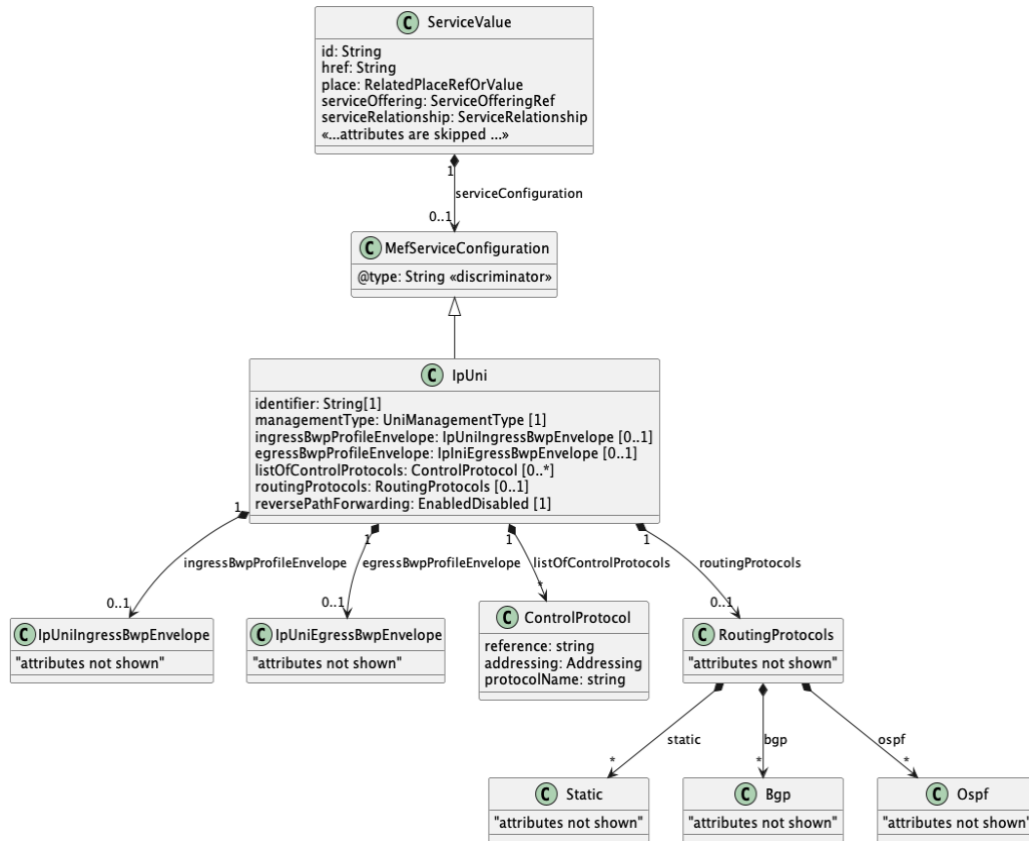 C ServiceValue
id: String
href: String
place: RelatedPlaceRefOrValue
serviceOffering: ServiceOfferingRef
serviceRelationship: ServiceRelationship
«...attributes are skipped ...»
1
serviceConfiguration
0..1
C MefServiceConfiguration
@type: String «discriminator»
C IpUni
identifier: String[1]
managementType: UniManagementType [1]
ingressBwpProfileEnvelope: IpUniIngressBwpEnvelope [0..1]
egressBwpProfileEnvelope: IpIniEgressBwpEnvelope [0..1]
listOfControlProtocols: ControlProtocol [0..*]
routingProtocols: RoutingProtocols [0..1]
reversePathForwarding: EnabledDisabled [1]
1 1 1 1
ingressBwpProfileEnvelope egressBwpProfileEnvelope listOfControlProtocols routingProtocols
0..1 0..1 * 0..1
C IpUniIngressBwpEnvelope
"attributes not shown"
C IpUniEgressBwpEnvelope
"attributes not shown"
C ControlProtocol
reference: string
addressing: Addressing
protocolName: string
C RoutingProtocols
"attributes not shown"
static bgp ospf
* * *
C Static
"attributes not shown"
C Bgp
"attributes not shown"
C Ospf
"attributes not shown"